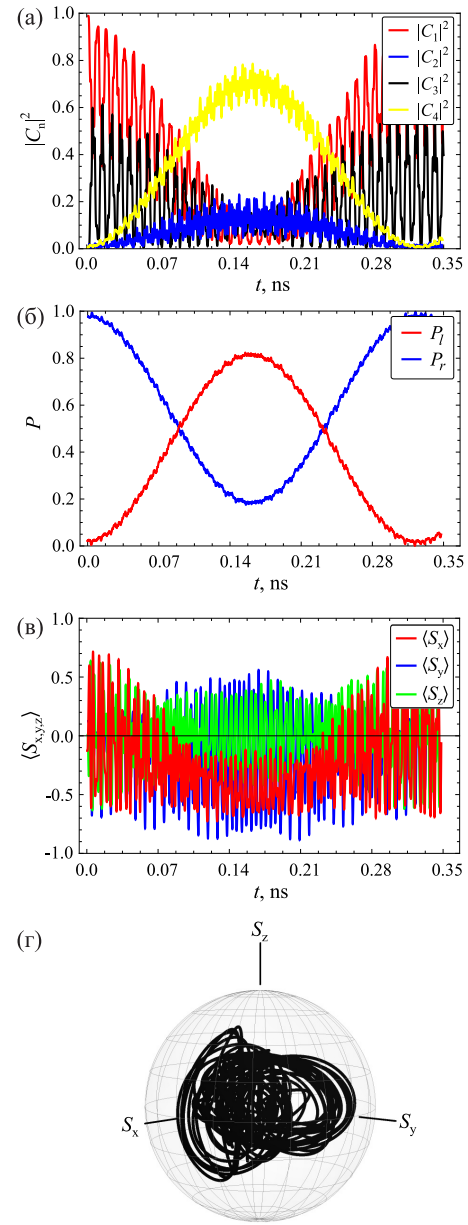 (а)
1.0
0.8
0.6
0.4
0.2
0.0
|Cₙ|²
|C₁|²
|C₂|²
|C₃|²
|C₄|²
0.0 0.07 0.14 0.21 0.28 0.35
t, ns
(б)
1.0
0.8
0.6
0.4
0.2
0.0
P
Pₗ
Pᵣ
0.0 0.07 0.14 0.21 0.28 0.35
t, ns
(в)
1.0
0.5
0.0
-0.5
-1.0
⟨Sx,y,z⟩
⟨Sx⟩
⟨Sy⟩
⟨Sz⟩
0.0 0.07 0.14 0.21 0.28 0.35
t, ns
(г)
Sz
Sx
Sy